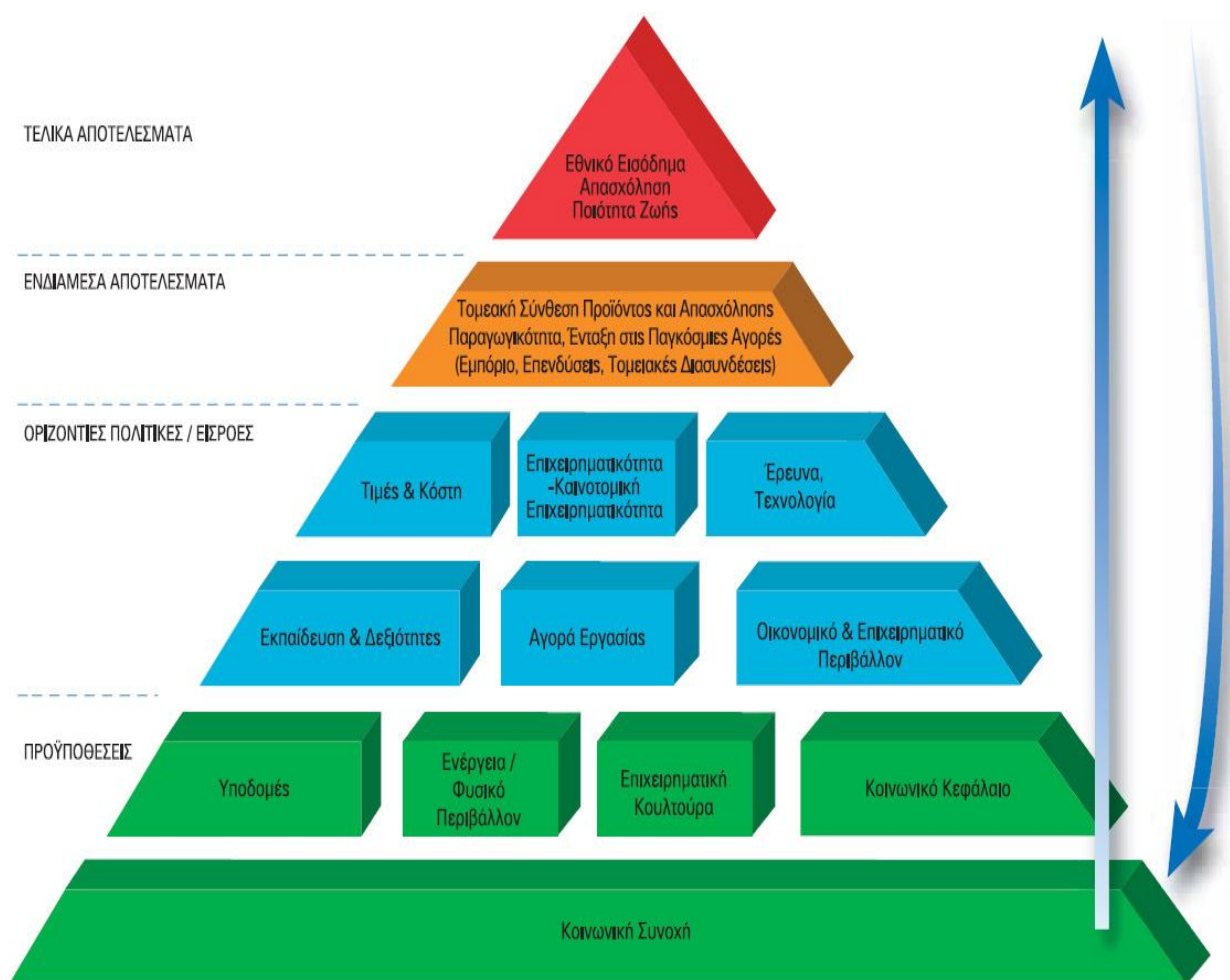 ΤΕΛΙΚΑ ΑΠΟΤΕΛΕΣΜΑΤΑ
Εθνικό Εισόδημα
Απασχόληση
Ποιότητα Ζωής
ΕΝΔΙΑΜΕΣΑ ΑΠΟΤΕΛΕΣΜΑΤΑ
Τομεακή Σύνθεση Προϊόντος και Απασχόλησης
Παραγωγικότητα, Ένταξη στις Παγκόσμιες Αγορές
(Εμπόριο, Επενδύσεις, Τομειακές Διασυνδέσεις)
ΟΡΙΖΟΝΤΙΕΣ ΠΟΛΙΤΙΚΕΣ / ΕΙΣΡΟΕΣ
Τιμές & Κόστη
Επιχειρηματικότητα
-Καινοτομική
Επιχειρηματικότητα
Έρευνα,
Τεχνολογία
Εκπαίδευση & Δεξιότητες
Αγορά Εργασίας
Οικονομικό & Επιχειρηματικό
Περιβάλλον
ΠΡΟΫΠΟΘΕΣΕΙΣ
Υποδομές
Ενέργεια /
Φυσικό
Περιβάλλον
Επιχειρηματική
Κουλτούρα
Κοινωνικό Κεφάλαιο
Κοινωνική Συνοχή